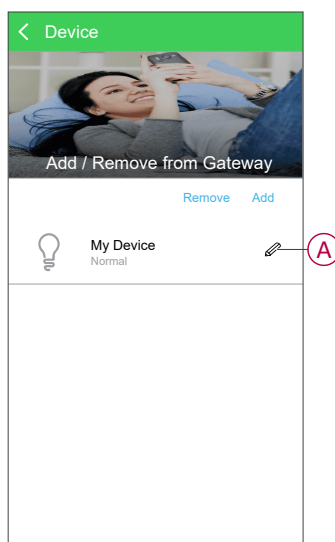 Device
Add / Remove from Gateway
Remove Add
My Device
Normal
A